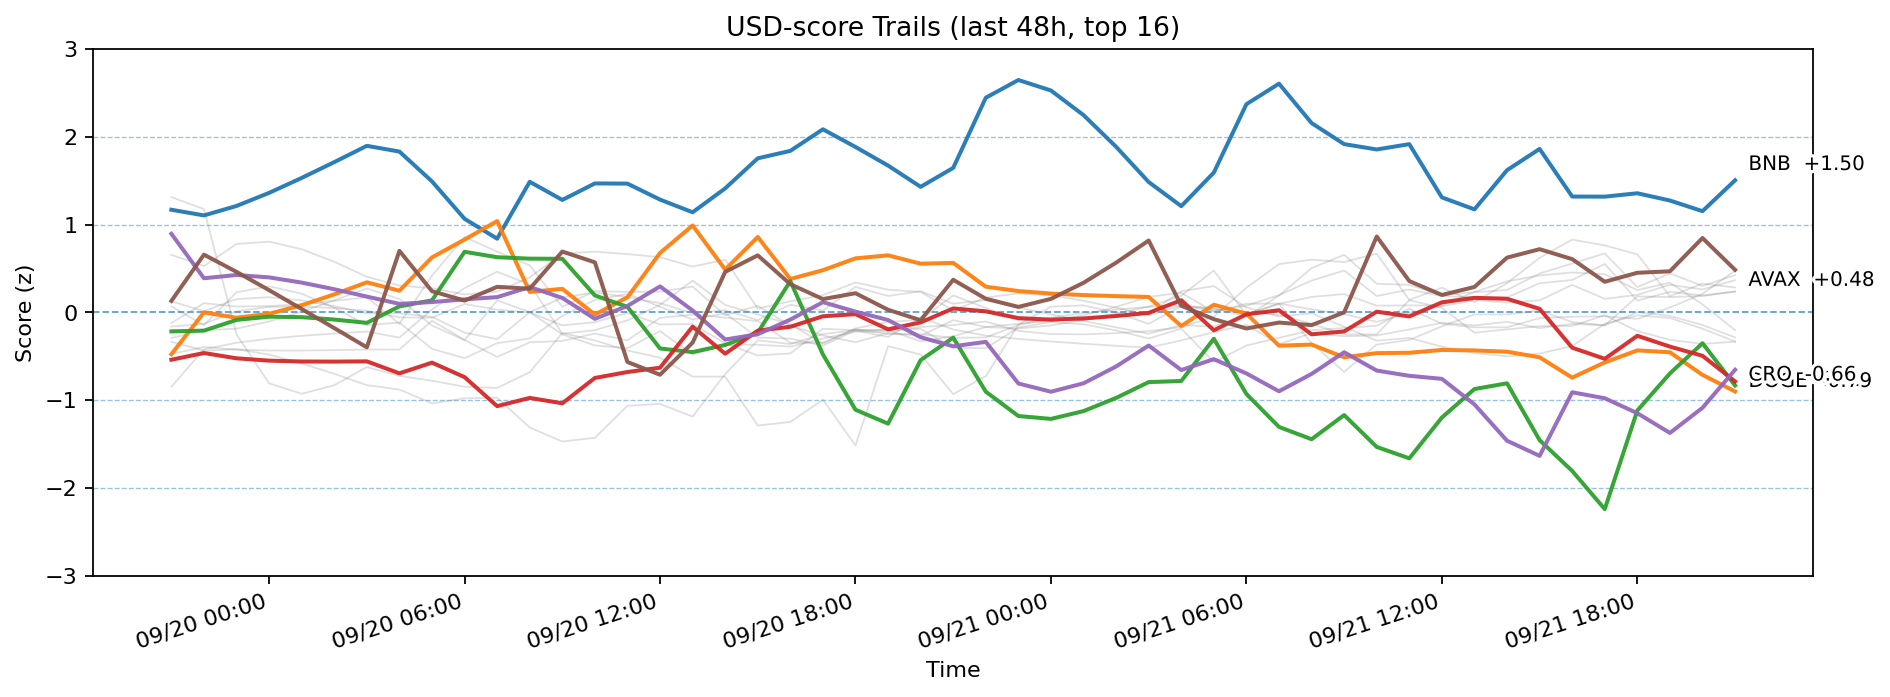 USD-score Trails (last 48h, top 16)
Score (z)
3
2
1
0
−1
−2
−3
BNB +1.50
AVAX +0.48
CRO -0.66
09/20 00:00
09/20 06:00
09/20 12:00
09/20 18:00
09/21 00:00
09/21 06:00
09/21 12:00
09/21 18:00
Time